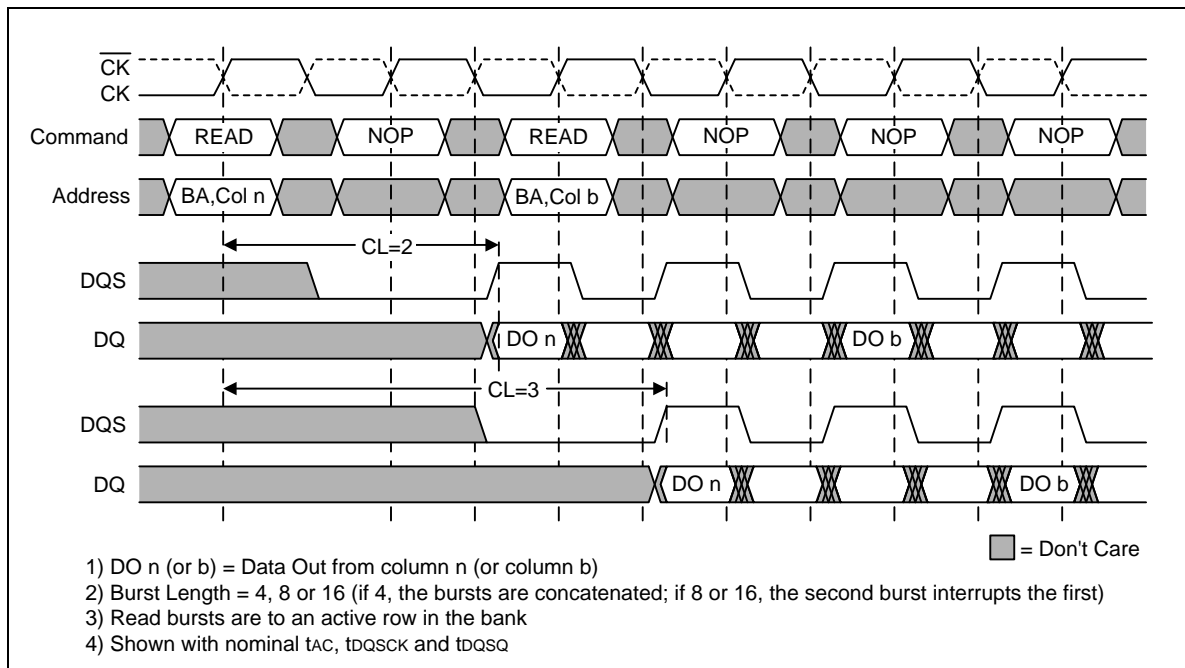 CK
CK
Command READ NOP READ NOP NOP NOP
Address BA,Col n BA,Col b
CL=2
DQS
DQ DO n DO b
CL=3
DQS
DQ DO n DO b
= Don't Care
1) DO n (or b) = Data Out from column n (or column b)
2) Burst Length = 4, 8 or 16 (if 4, the bursts are concatenated; if 8 or 16, the second burst interrupts the first)
3) Read bursts are to an active row in the bank
4) Shown with nominal tAC, tDQSCK and tDQSQ